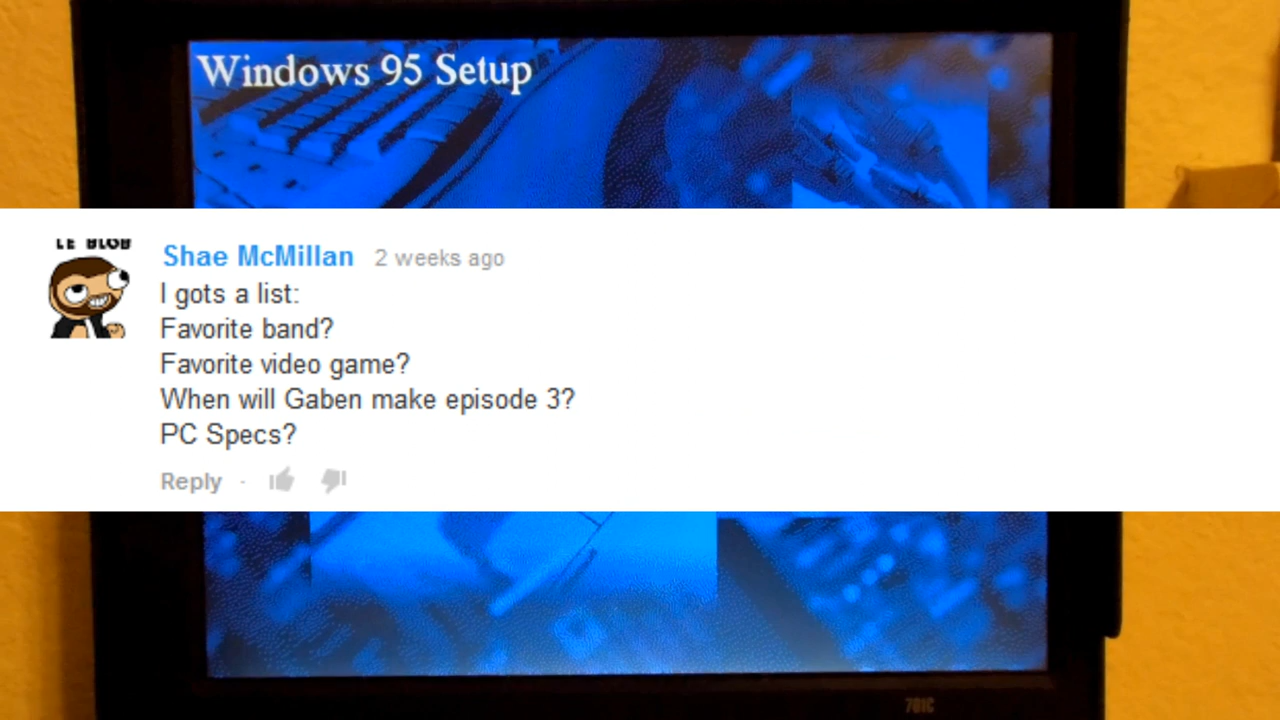 Windows 95 Setup
LE BLOB
Shae McMillan 2 weeks ago
I gots a list:
Favorite band?
Favorite video game?
When will Gaben make episode 3?
PC Specs?
Reply ·
701C